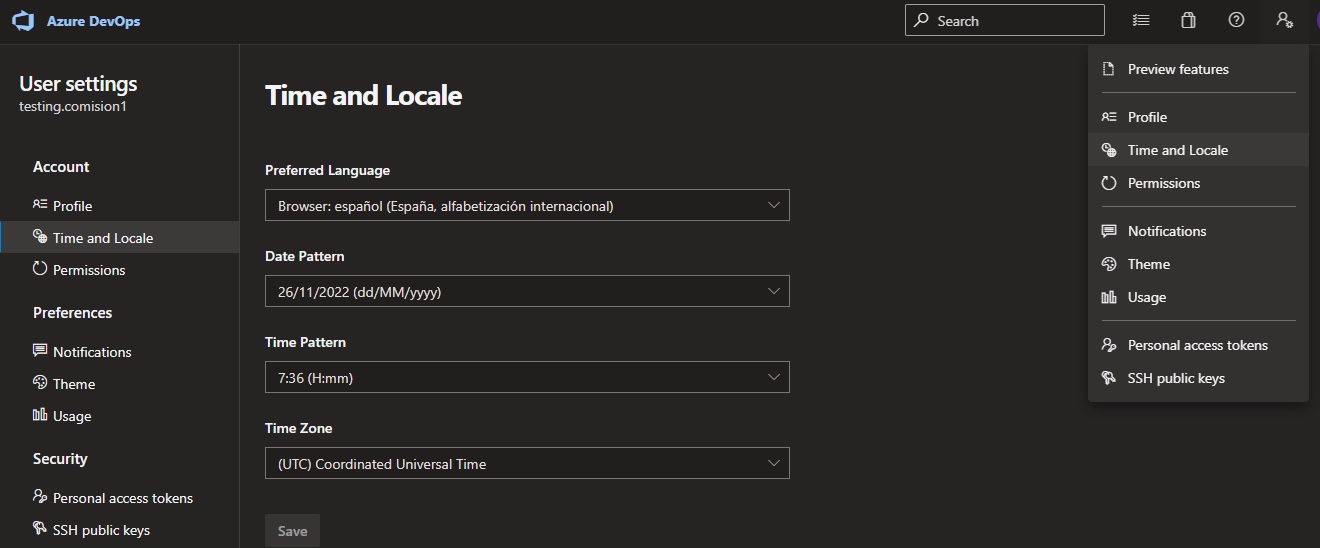 Azure DevOps
Search
User settings
testing.comision1
Account
Profile
Time and Locale
Permissions
Preferences
Notifications
Theme
Usage
Security
Personal access tokens
SSH public keys
Time and Locale
Preferred Language
Browser: español (España, alfabetización internacional)
Date Pattern
26/11/2022 (dd/MM/yyyy)
Time Pattern
7:36 (H:mm)
Time Zone
(UTC) Coordinated Universal Time
Save
Preview features
Profile
Time and Locale
Permissions
Notifications
Theme
Usage
Personal access tokens
SSH public keys